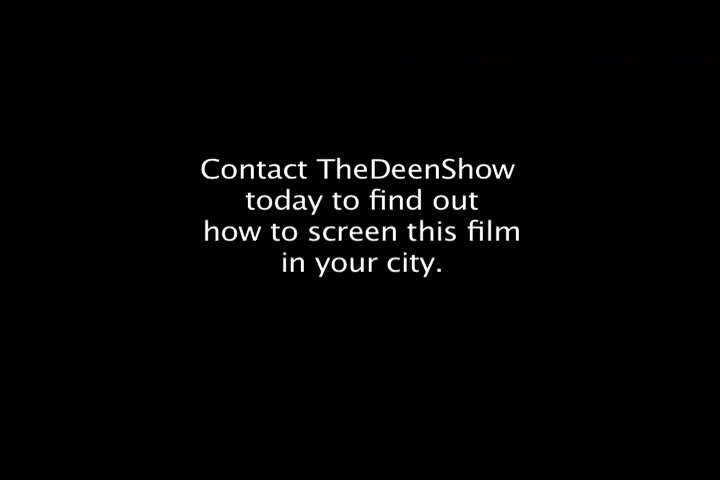 Contact TheDeenShow
today to find out
how to screen this film
in your city.